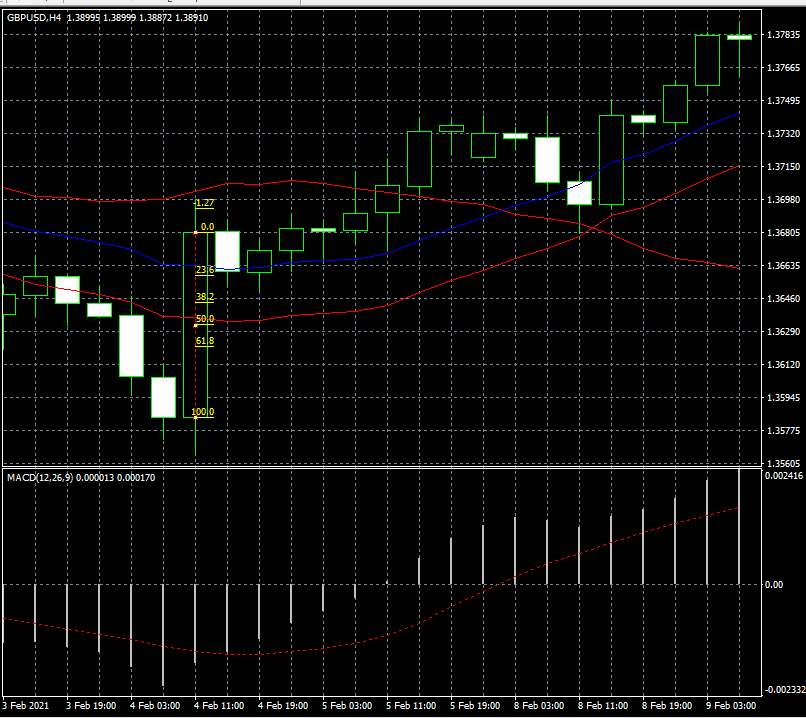 GBPUSD,H4 1.38995 1.38999 1.38872 1.38910
1.37835
1.37665
1.37495
1.37320
1.37150
1.36980
1.36805
1.36635
1.36460
1.36290
1.36120
1.35945
1.35775
1.35605
-1.27
0.0
23.6
38.2
50.0
61.8
100.0
MACD(12,26,9) 0.000013 0.000170
0.002416
0.00
-0.002332
3 Feb 2021
3 Feb 19:00
4 Feb 03:00
4 Feb 11:00
4 Feb 19:00
5 Feb 03:00
5 Feb 11:00
5 Feb 19:00
8 Feb 03:00
8 Feb 11:00
8 Feb 19:00
9 Feb 03:00